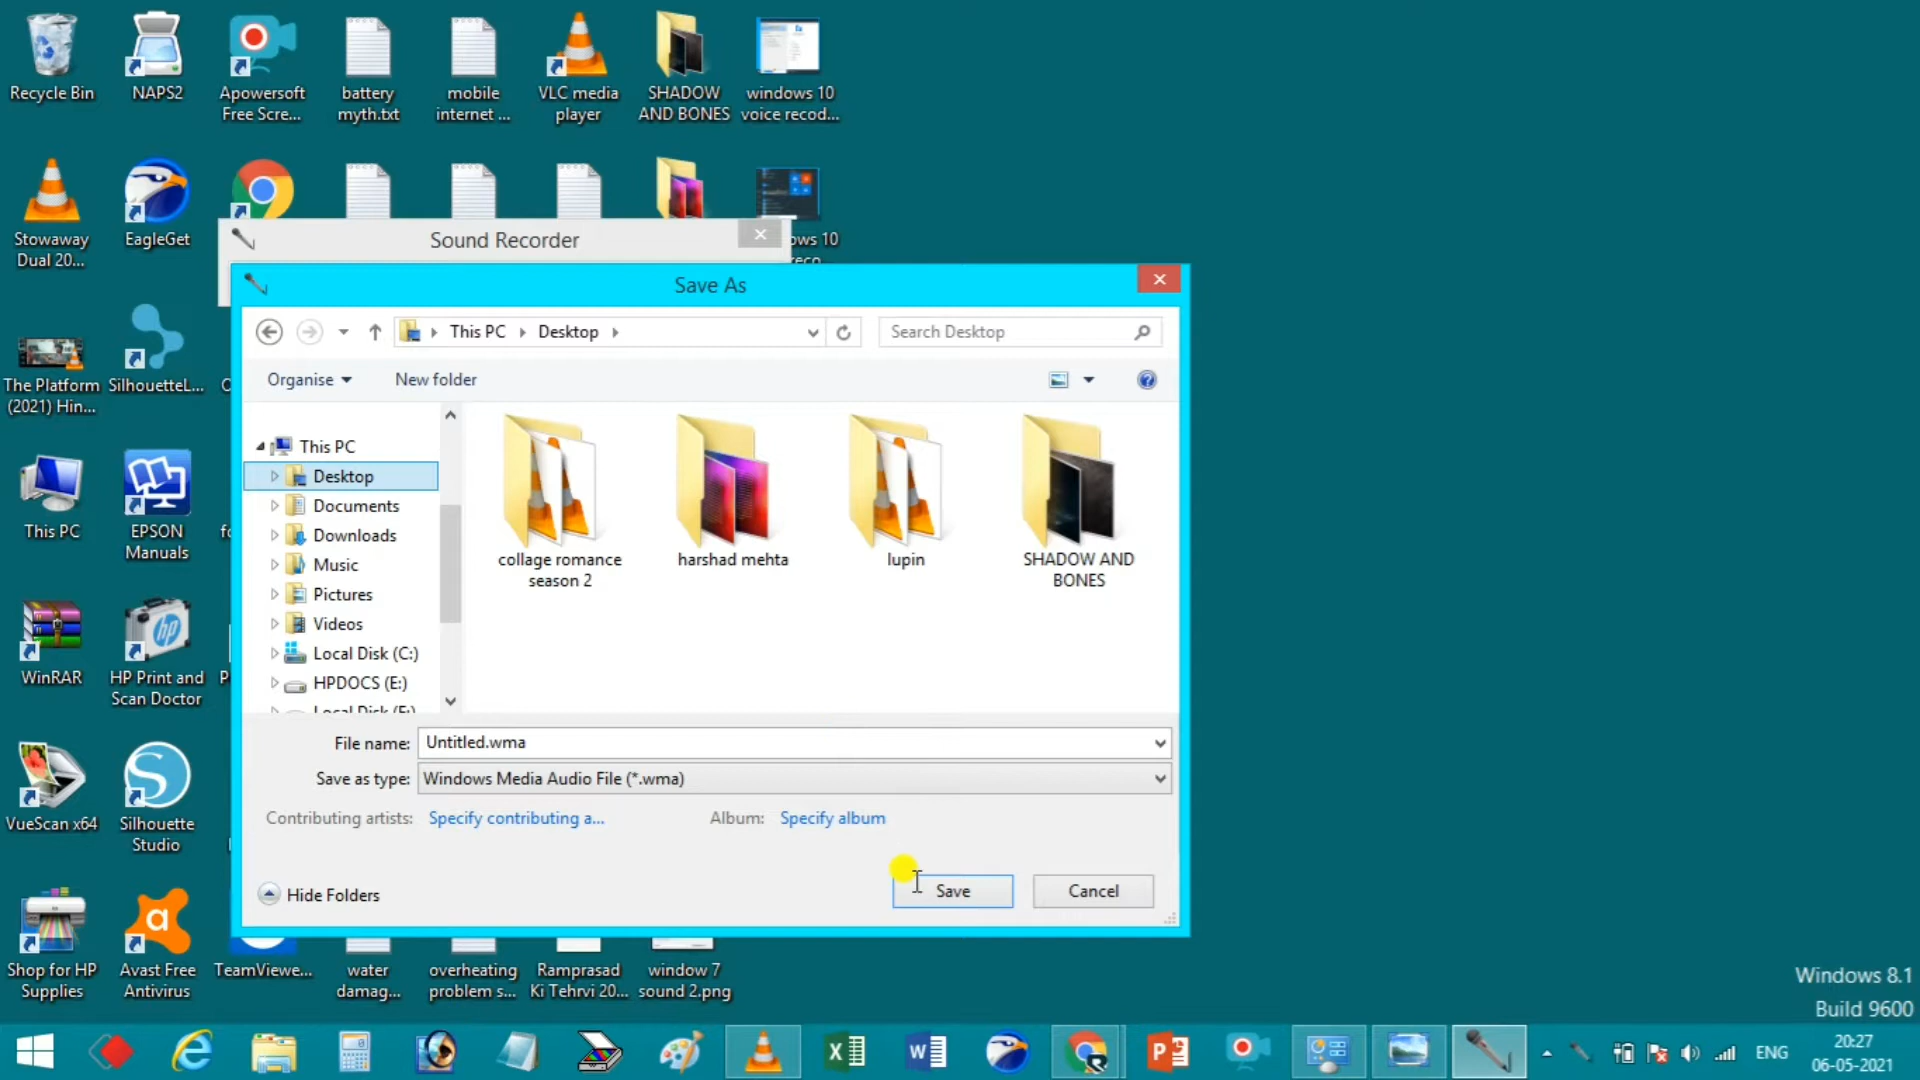 Recycle Bin
NAPS2
Apowersoft
Free Scre...
battery
myth.txt
mobile
internet ...
VLC media
player
SHADOW
AND BONES
windows 10
voice recod...
Stowaway
Dual 20...
EagleGet
ows 10
reco
Sound Recorder
Save As
This PC
Desktop
Search Desktop
Organise
New folder
This PC
Desktop
Documents
Downloads
Music
Pictures
Videos
Local Disk (C:)
HPDOCS (E:)
collage romance
season 2
harshad mehta
lupin
SHADOW AND
BONES
File name: Untitled.wma
Save as type: Windows Media Audio File (*.wma)
Contributing artists: Specify contributing a...
Album: Specify album
Hide Folders
Save
Cancel
The Platform
(2021) Hin...
SilhouetteL...
This PC
EPSON
Manuals
WinRAR
HP Print and
Scan Doctor
VueScan x64
Silhouette
Studio
Shop for HP
Supplies
Avast Free
Antivirus
TeamViewe...
water
damag...
overheating
problem s...
Ramprasad
Ki Tehrvi 20...
window 7
sound 2.png
Windows 8.1
Build 9600
ENG
20:27
06-05-2021